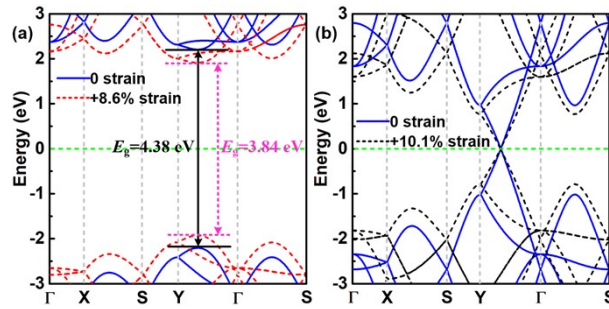 (a)
Energy (eV)
3
2
1
0
-1
-2
-3
0 strain
+8.6% strain
Eg=4.38 eV
Eg=3.84 eV
Γ X S Y Γ S
(b)
Energy (eV)
3
2
1
0
-1
-2
-3
0 strain
+10.1% strain
Γ X S Y Γ S